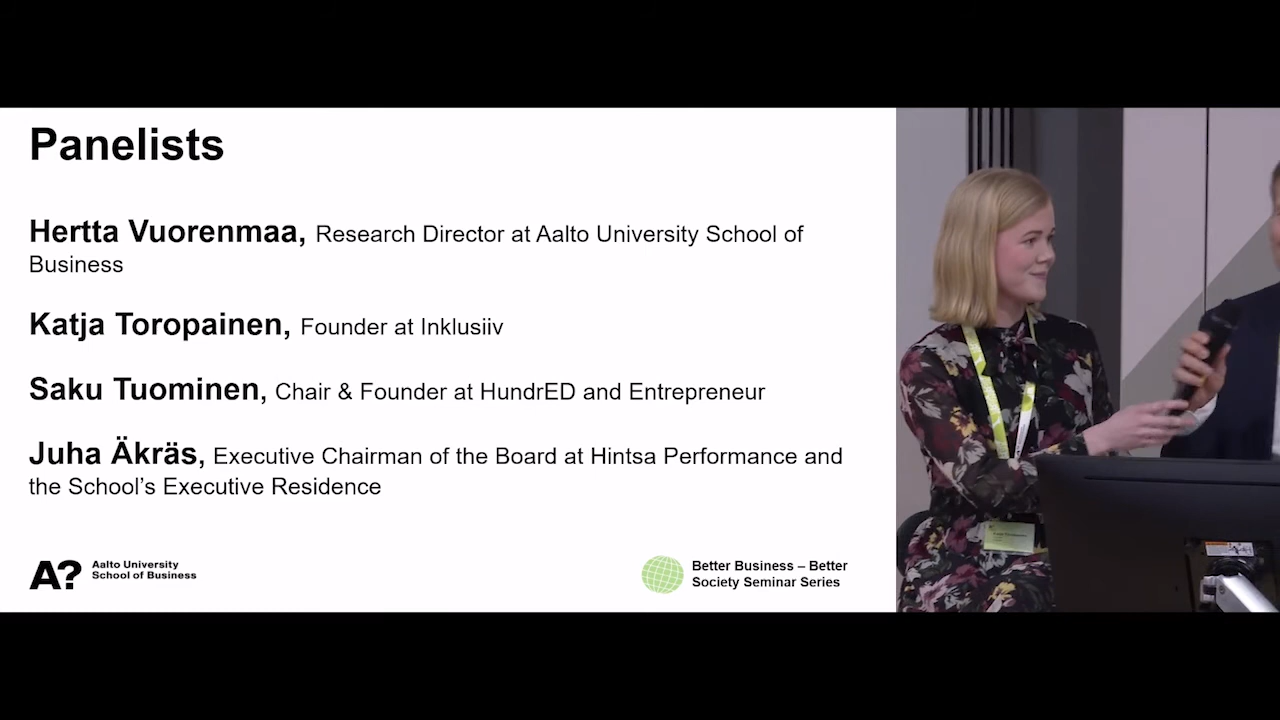 Panelists
Hertta Vuorenmaa, Research Director at Aalto University School of
Business
Katja Toropainen, Founder at Inklusiiv
Saku Tuominen, Chair & Founder at HundrED and Entrepreneur
Juha Äkräs, Executive Chairman of the Board at Hintsa Performance and
the School's Executive Residence
A?
Aalto University
School of Business
Better Business – Better
Society Seminar Series